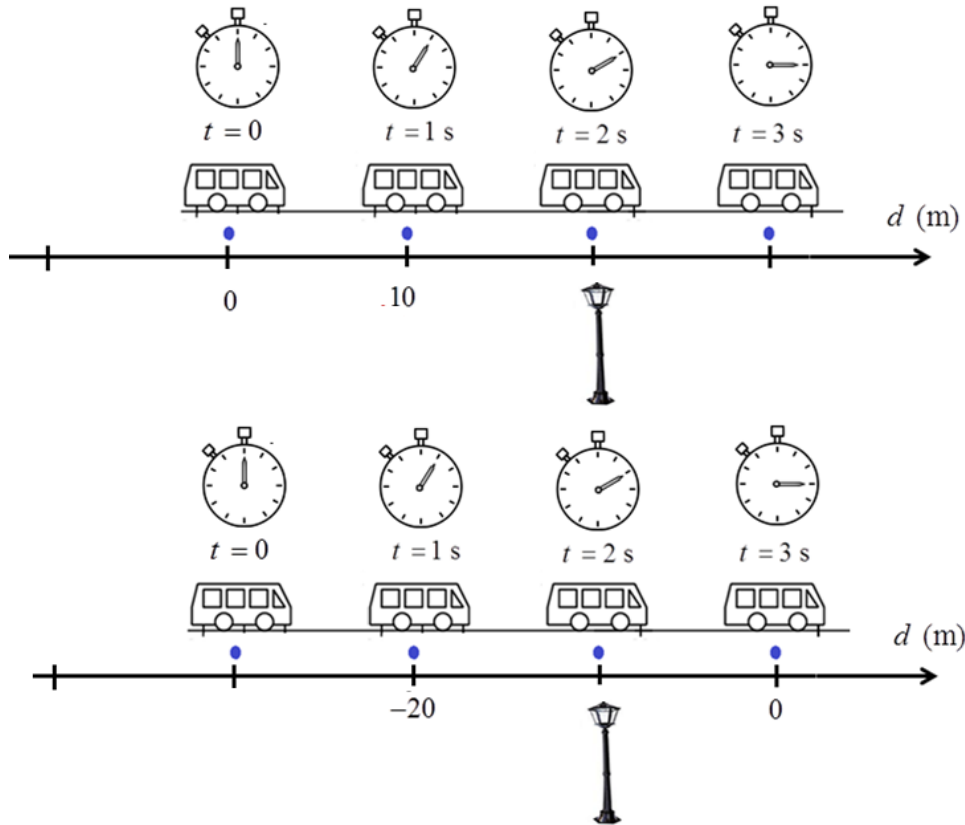 t = 0 t = 1 s t = 2 s t = 3 s
d (m)
0 10
t = 0 t = 1 s t = 2 s t = 3 s
d (m)
−20 0